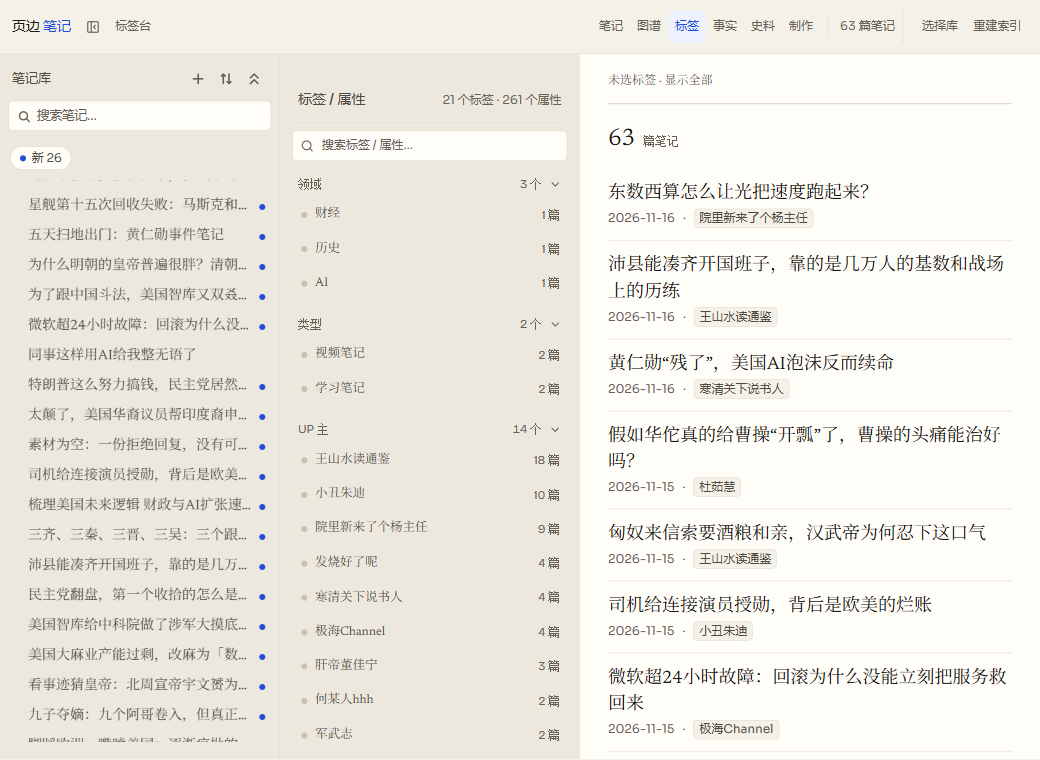 页边 笔记
标签台
笔记 图谱 标签 事实 史料 制作 63 篇笔记 选择库 重建索引
笔记库
搜索笔记...
新 26
星舰第十五次回收失败：马斯克和...
五天扫地出门：黄仁勋事件笔记
为什么明朝的皇帝普遍很胖？清朝...
为了跟中国斗法，美国智库又双叒...
微软超24小时故障：回滚为什么没...
同事这样用AI给我整无语了
特朗普这么努力搞钱，民主党居然...
太颠了，美国华裔议员帮印度裔申...
素材为空：一份拒绝回复，没有可...
司机给连接演员授勋，背后是欧美...
梳理美国未来逻辑 财政与AI扩张速...
三齐、三秦、三晋、三吴：三个跟...
沛县能凑齐开国班子，靠的是几万...
民主党翻盘，第一个收拾的怎么是...
美国智库给中科院做了涉军大摸底...
美国大麻业产能过剩，改麻为「数...
看事迹猜皇帝：北周宣帝宇文赟为...
九子夺嫡：九个阿哥卷入，但真正...
标签 / 属性
21 个标签 · 261 个属性
搜索标签 / 属性...
领域 3 个
财经 1 篇
历史 1 篇
AI 1 篇
类型 2 个
视频笔记 2 篇
学习笔记 2 篇
UP 主 14 个
王山水读通鉴 18 篇
小丑朱迪 10 篇
院里新来了个杨主任 9 篇
发烧好了呢 4 篇
寒清关下说书人 4 篇
极海Channel 4 篇
肝帝董佳宁 3 篇
何某人hhh 2 篇
军武志 2 篇
未选标签 · 显示全部
63 篇笔记
东数西算怎么让光把速度跑起来？
2026-11-16 · 院里新来了个杨主任
沛县能凑齐开国班子，靠的是几万人的基数和战场
上的历练
2026-11-16 · 王山水读通鉴
黄仁勋“残了”，美国AI泡沫反而续命
2026-11-16 · 寒清关下说书人
假如华佗真的给曹操“开瓢”了，曹操的头痛能治好
吗？
2026-11-15 · 杜茹慧
匈奴来信索要酒粮和亲，汉武帝为何忍下这口气
2026-11-15 · 王山水读通鉴
司机给连接演员授勋，背后是欧美的烂账
2026-11-15 · 小丑朱迪
微软超24小时故障：回滚为什么没能立刻把服务救
回来
2026-11-15 · 极海Channel